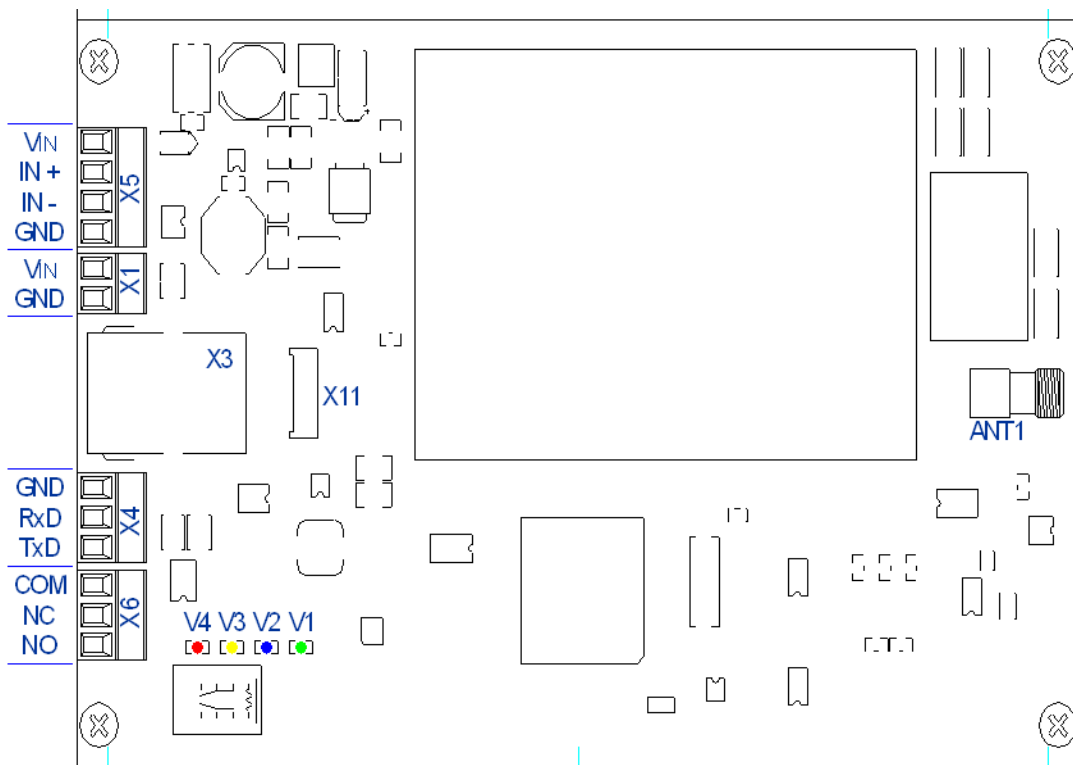 VIN
IN +
IN -
GND
X5
VIN
GND
X1
X3
X11
ANT1
GND
RxD
TxD
X4
COM
NC
NO
X6
V4 V3 V2 V1